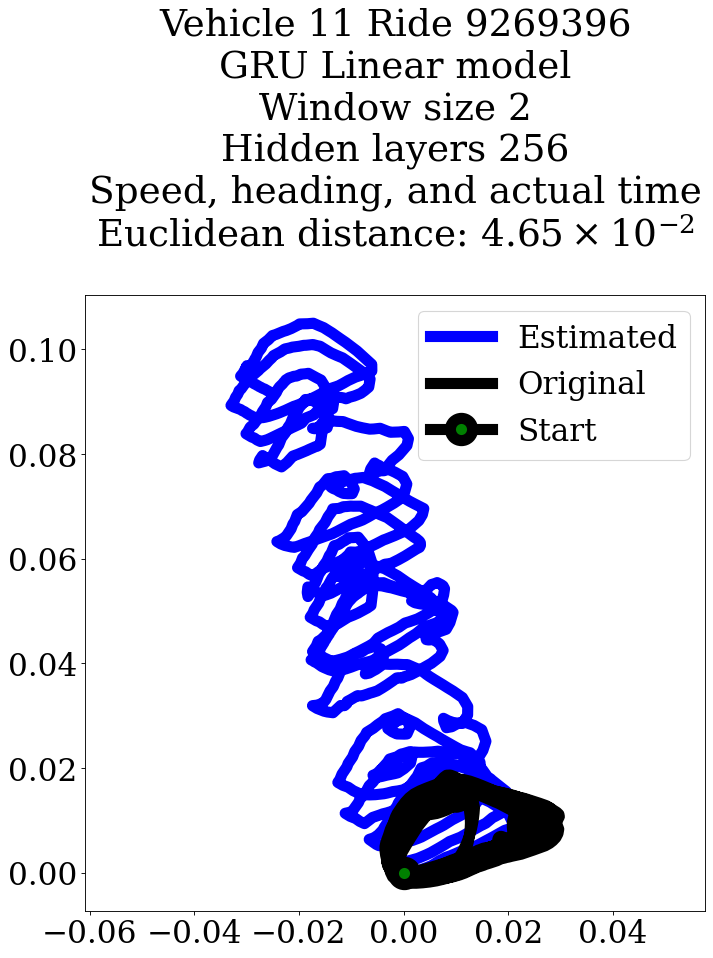 Vehicle 11 Ride 9269396
GRU Linear model
Window size 2
Hidden layers 256
Speed, heading, and actual time
Euclidean distance: 4.65 × 10⁻²
Estimated
Original
Start
0.10
0.08
0.06
0.04
0.02
0.00
−0.06 −0.04 −0.02 0.00 0.02 0.04